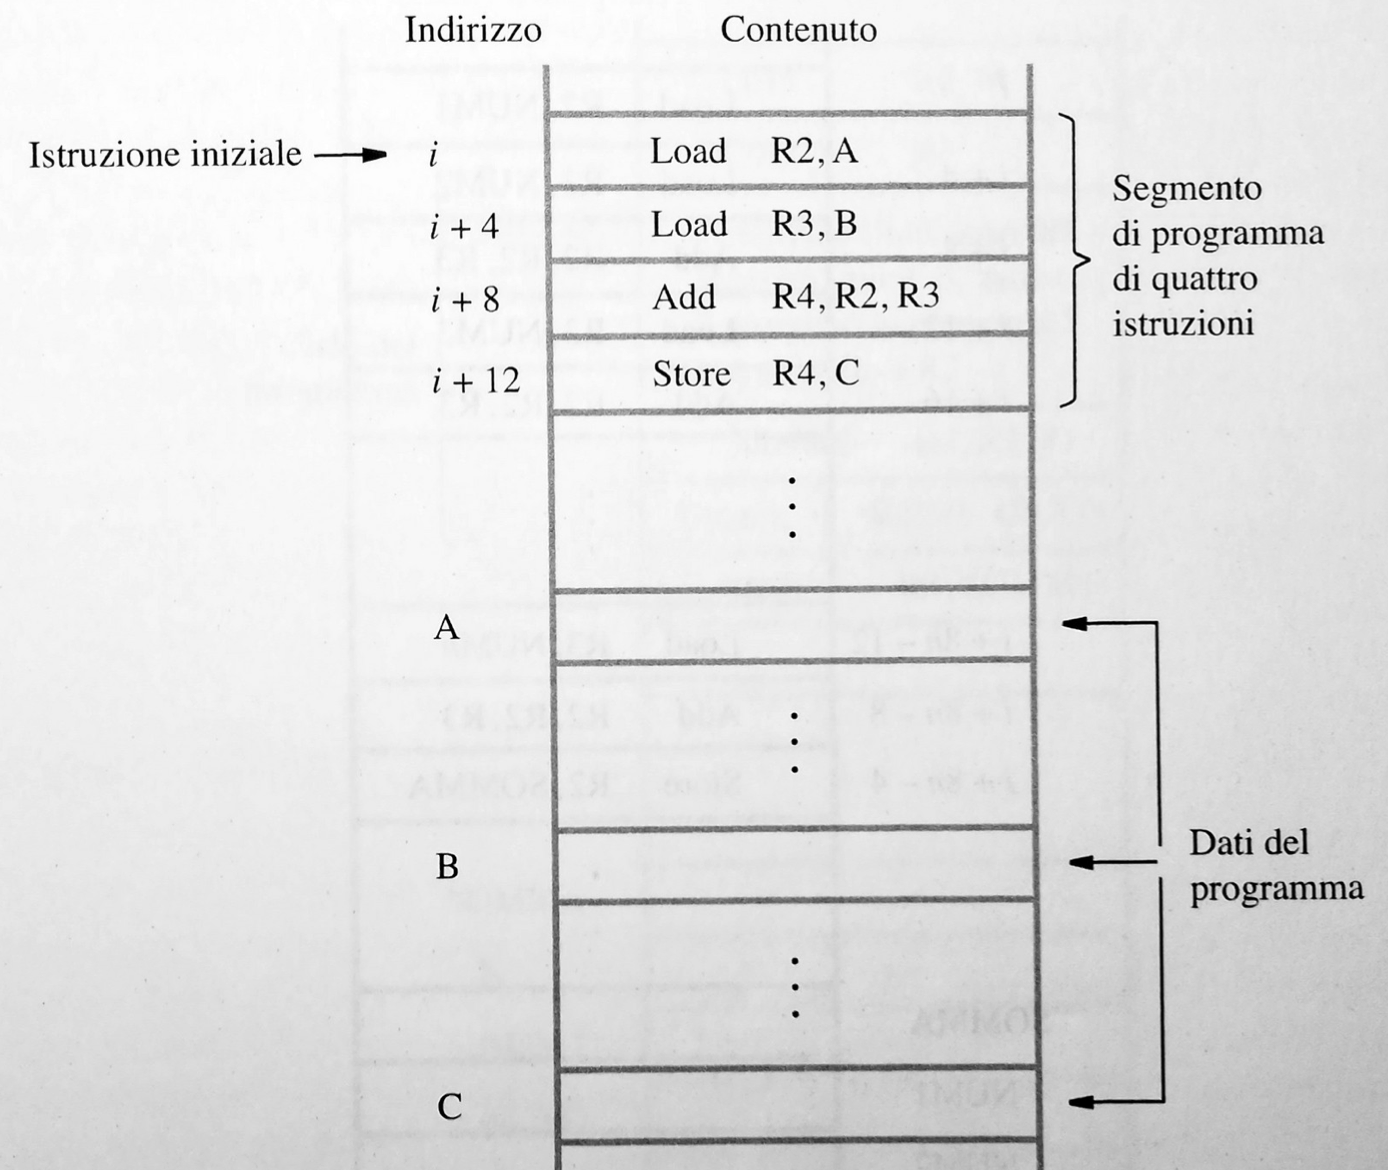 Indirizzo Contenuto
Istruzione iniziale i Load R2, A
i + 4 Load R3, B
i + 8 Add R4, R2, R3
i + 12 Store R4, C
Segmento
di programma
di quattro
istruzioni
A
B
C
Dati del
programma